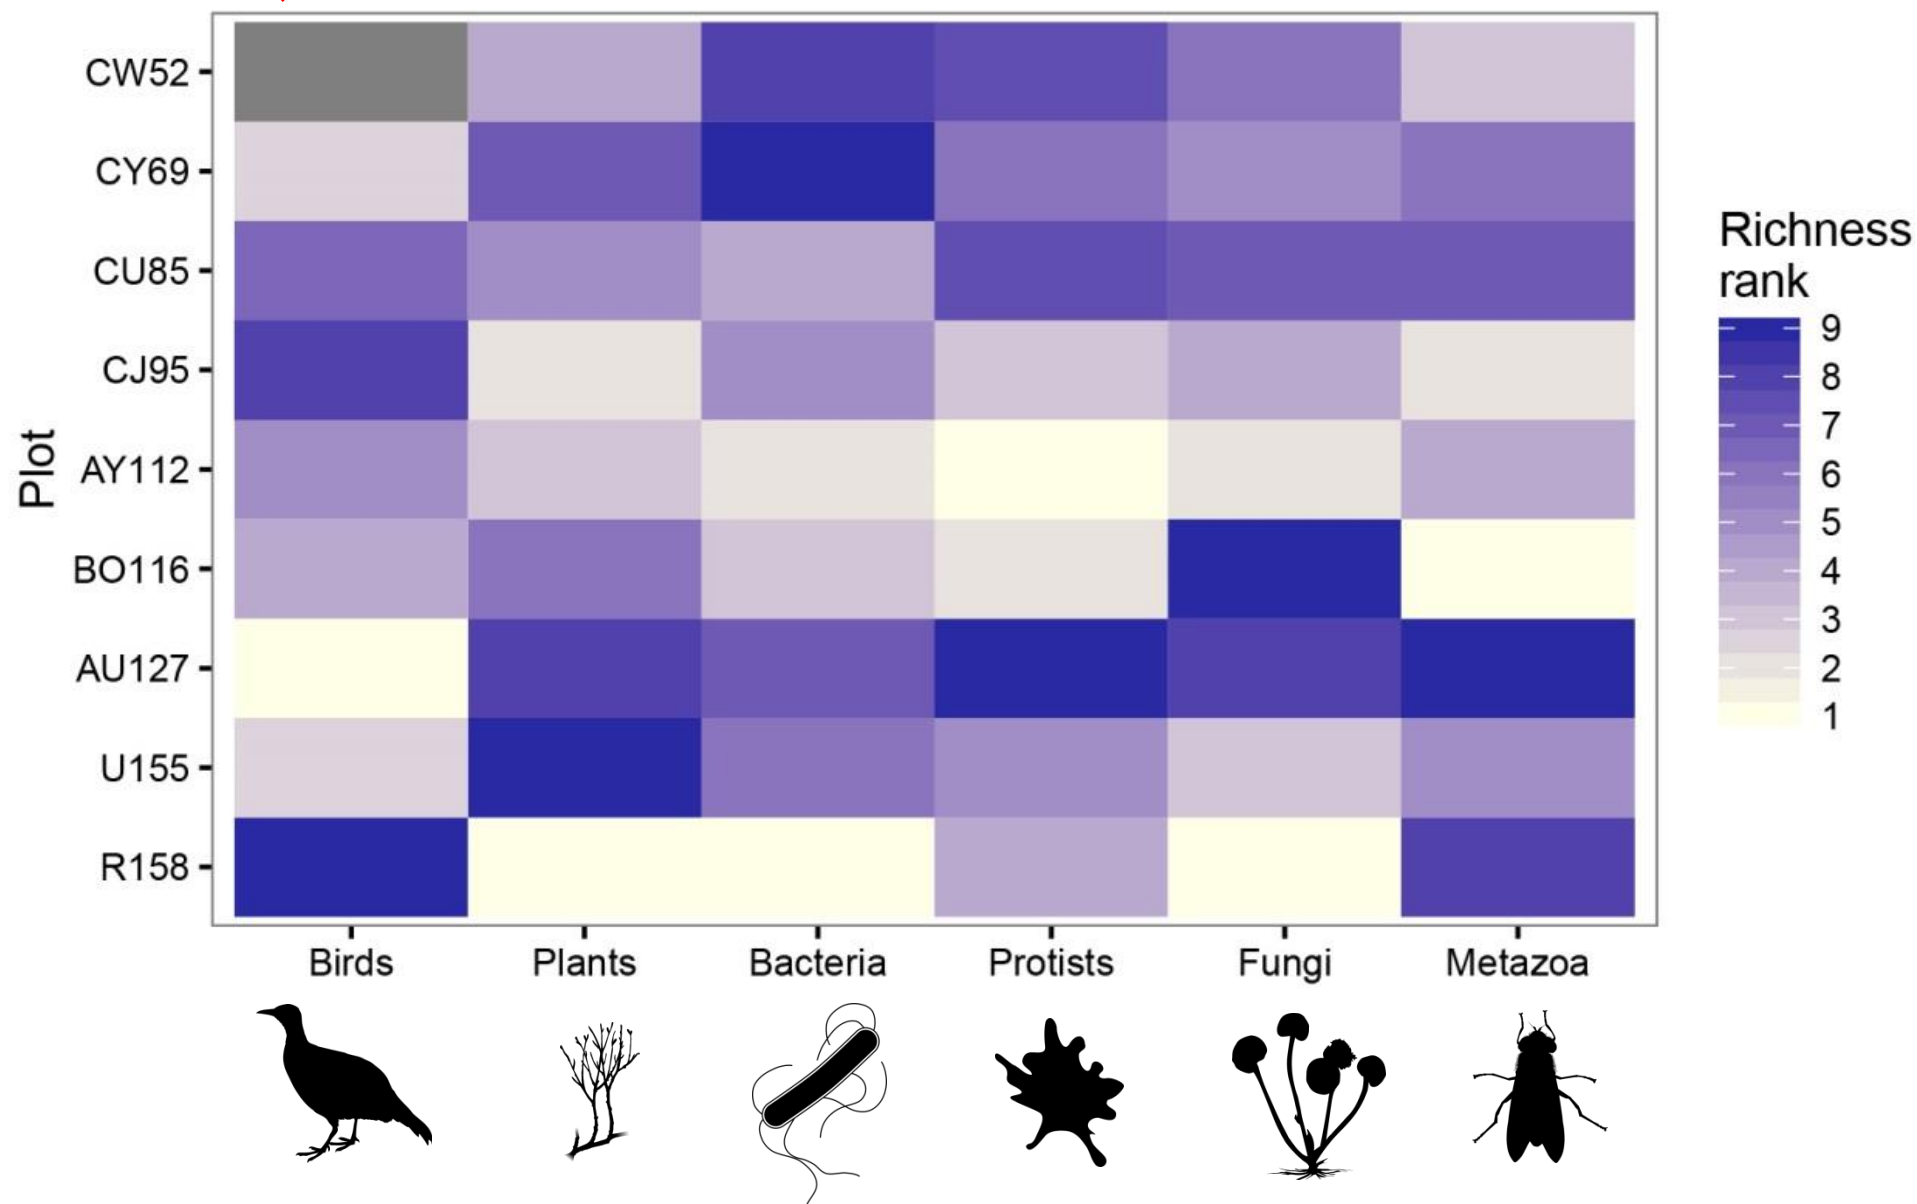 CW52
CY69
CU85
CJ95
AY112
BO116
AU127
U155
R158
Plot
Birds Plants Bacteria Protists Fungi Metazoa
Richness
rank
9
8
7
6
5
4
3
2
1